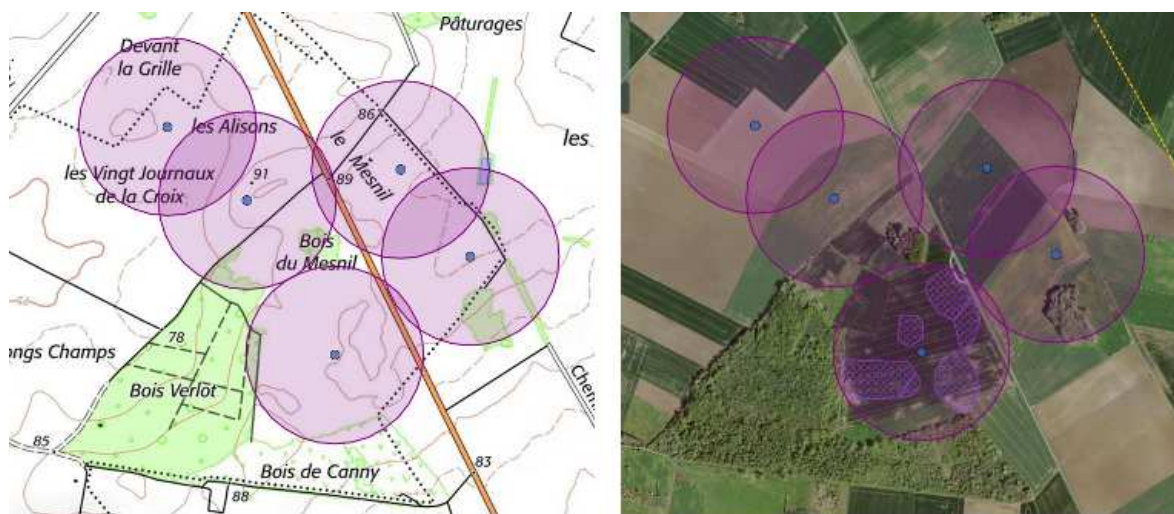 Pâturages
Devant
la Grille
86
les Alisons
le Mesnil
les
les Vingt Journaux
de la Croix
91
89
Bois
du Mesnil
78
ongs Champs
Bois Verlot
Chem
85
Bois de Canny
83
88